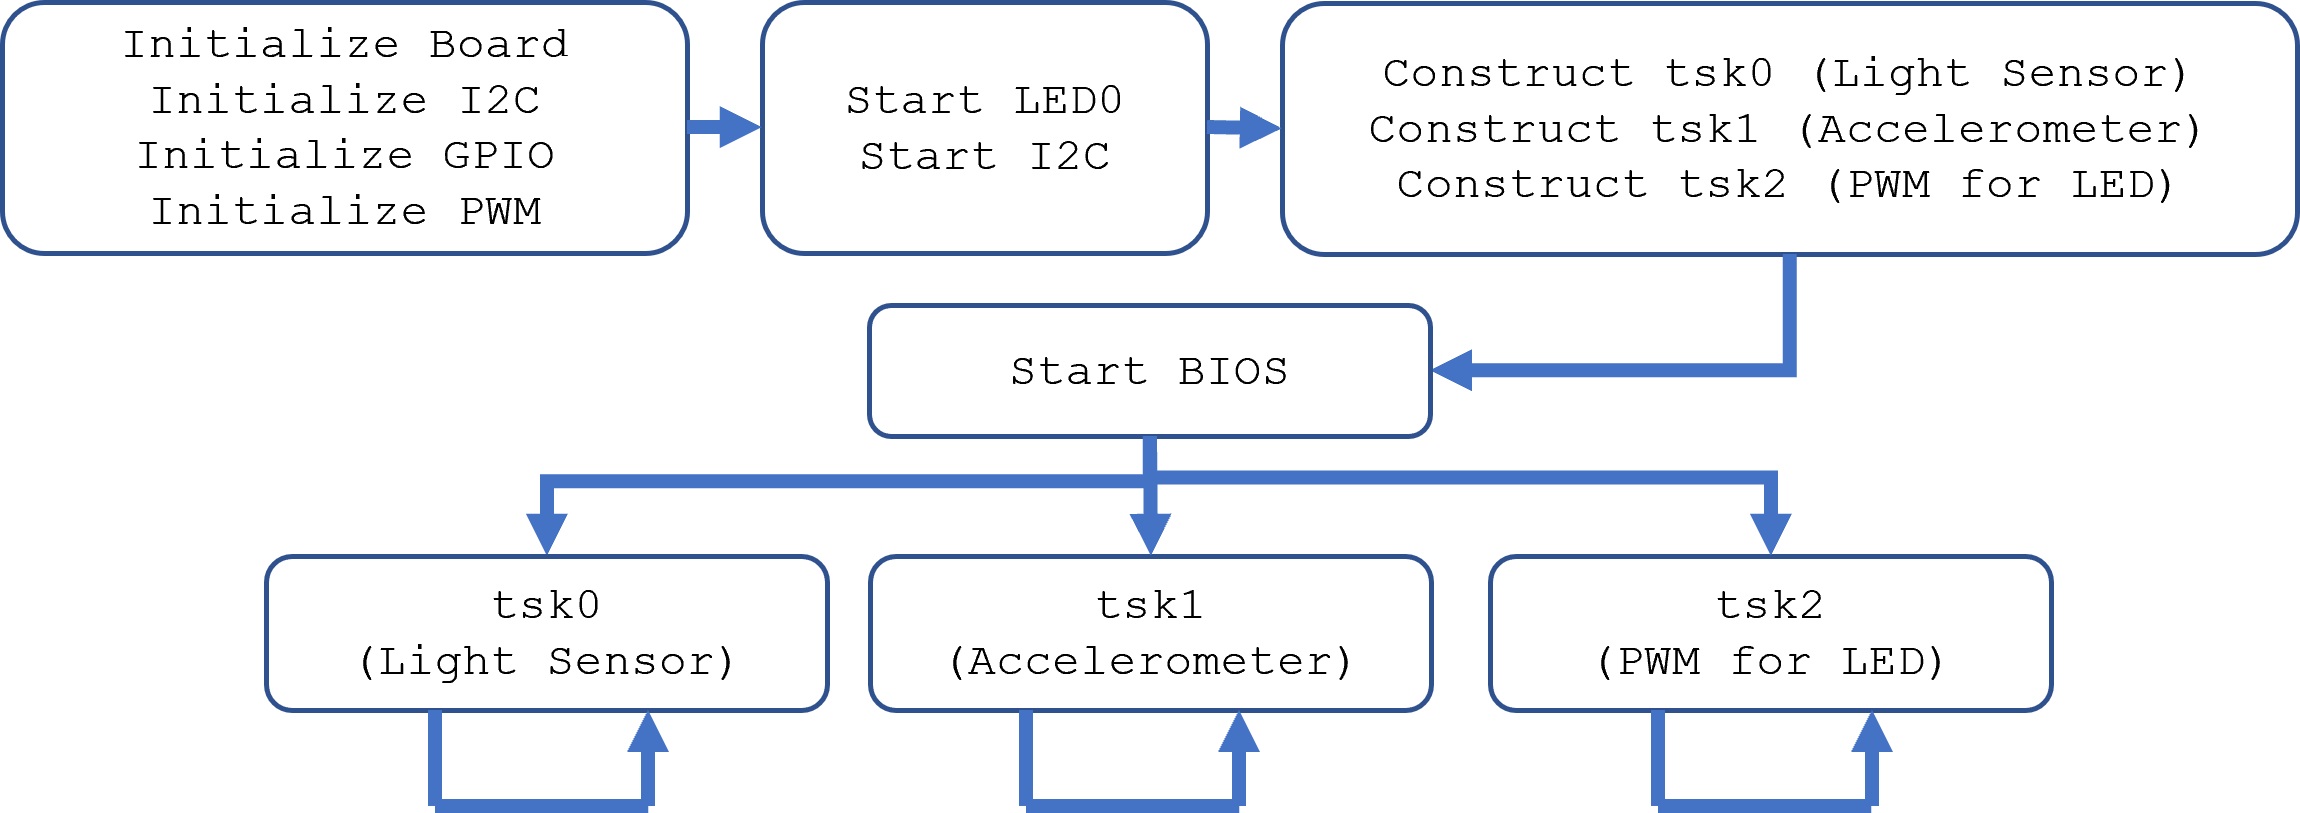 Initialize Board
Initialize I2C
Initialize GPIO
Initialize PWM
Start LED0
Start I2C
Construct tsk0 (Light Sensor)
Construct tsk1 (Accelerometer)
Construct tsk2 (PWM for LED)
Start BIOS
tsk0
(Light Sensor)
tsk1
(Accelerometer)
tsk2
(PWM for LED)